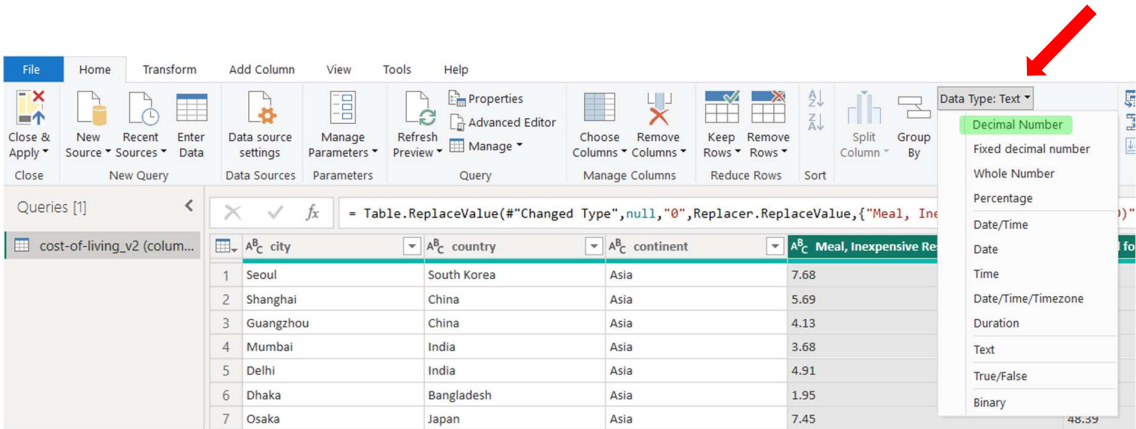 File Home Transform Add Column View Tools Help
Properties
Advanced Editor
Manage
Close & Apply
New Source
Recent Sources
Enter Data
Data source settings
Manage Parameters
Refresh Preview
Choose Columns
Remove Columns
Keep Rows
Remove Rows
Split Column
Group By
Data Type: Text
Close New Query Data Sources Parameters Query Manage Columns Reduce Rows Sort
Decimal Number
Fixed decimal number
Whole Number
Percentage
Date/Time
Date
Time
Date/Time/Timezone
Duration
Text
True/False
Binary
Queries [1]
cost-of-living_v2 (colum...
fx = Table.ReplaceValue(#"Changed Type",null,"0",Replacer.ReplaceValue,{"Meal, Ine
ABC city ABC country ABC continent ABC Meal, Inexpensive Re
1 Seoul South Korea Asia 7.68
2 Shanghai China Asia 5.69
3 Guangzhou China Asia 4.13
4 Mumbai India Asia 3.68
5 Delhi India Asia 4.91
6 Dhaka Bangladesh Asia 1.95
7 Osaka Japan Asia 7.45 48.39